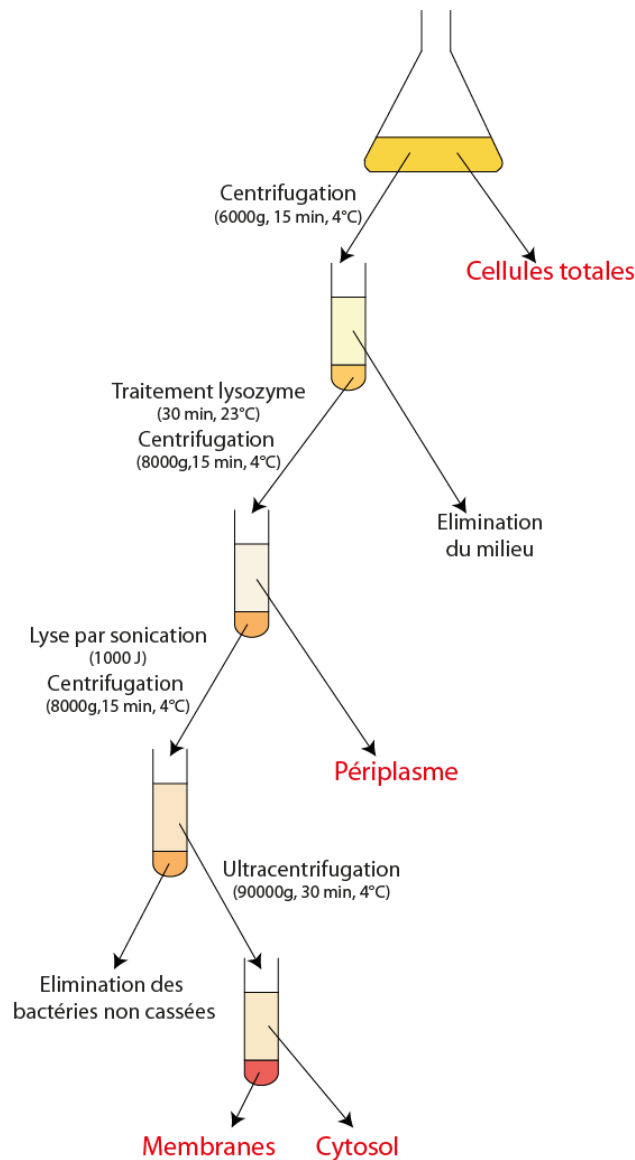 Centrifugation
(6000g, 15 min, 4°C)
Cellules totales
Traitement lysozyme
(30 min, 23°C)
Centrifugation
(8000g,15 min, 4°C)
Elimination
du milieu
Lyse par sonication
(1000 J)
Centrifugation
(8000g,15 min, 4°C)
Périplasme
Ultracentrifugation
(90000g, 30 min, 4°C)
Elimination des
bactéries non cassées
Membranes
Cytosol